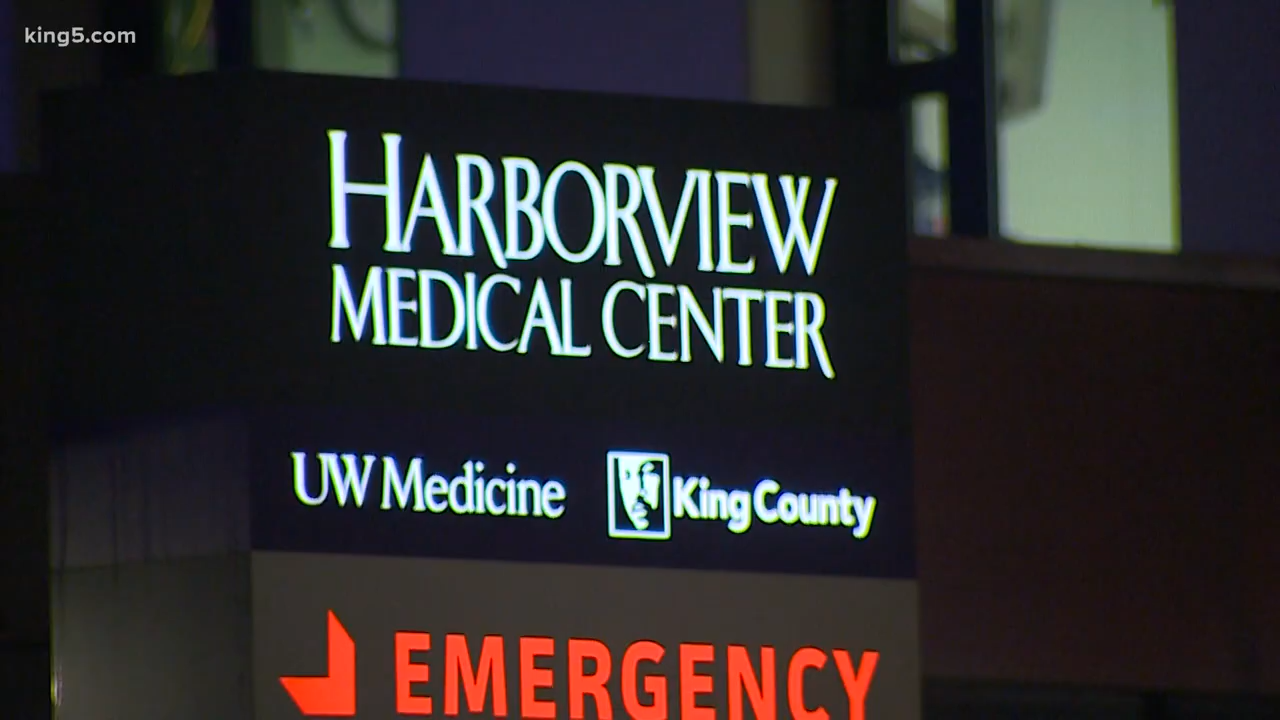 king5.com
HARBORVIEW
MEDICAL CENTER
UW Medicine
King County
EMERGENCY